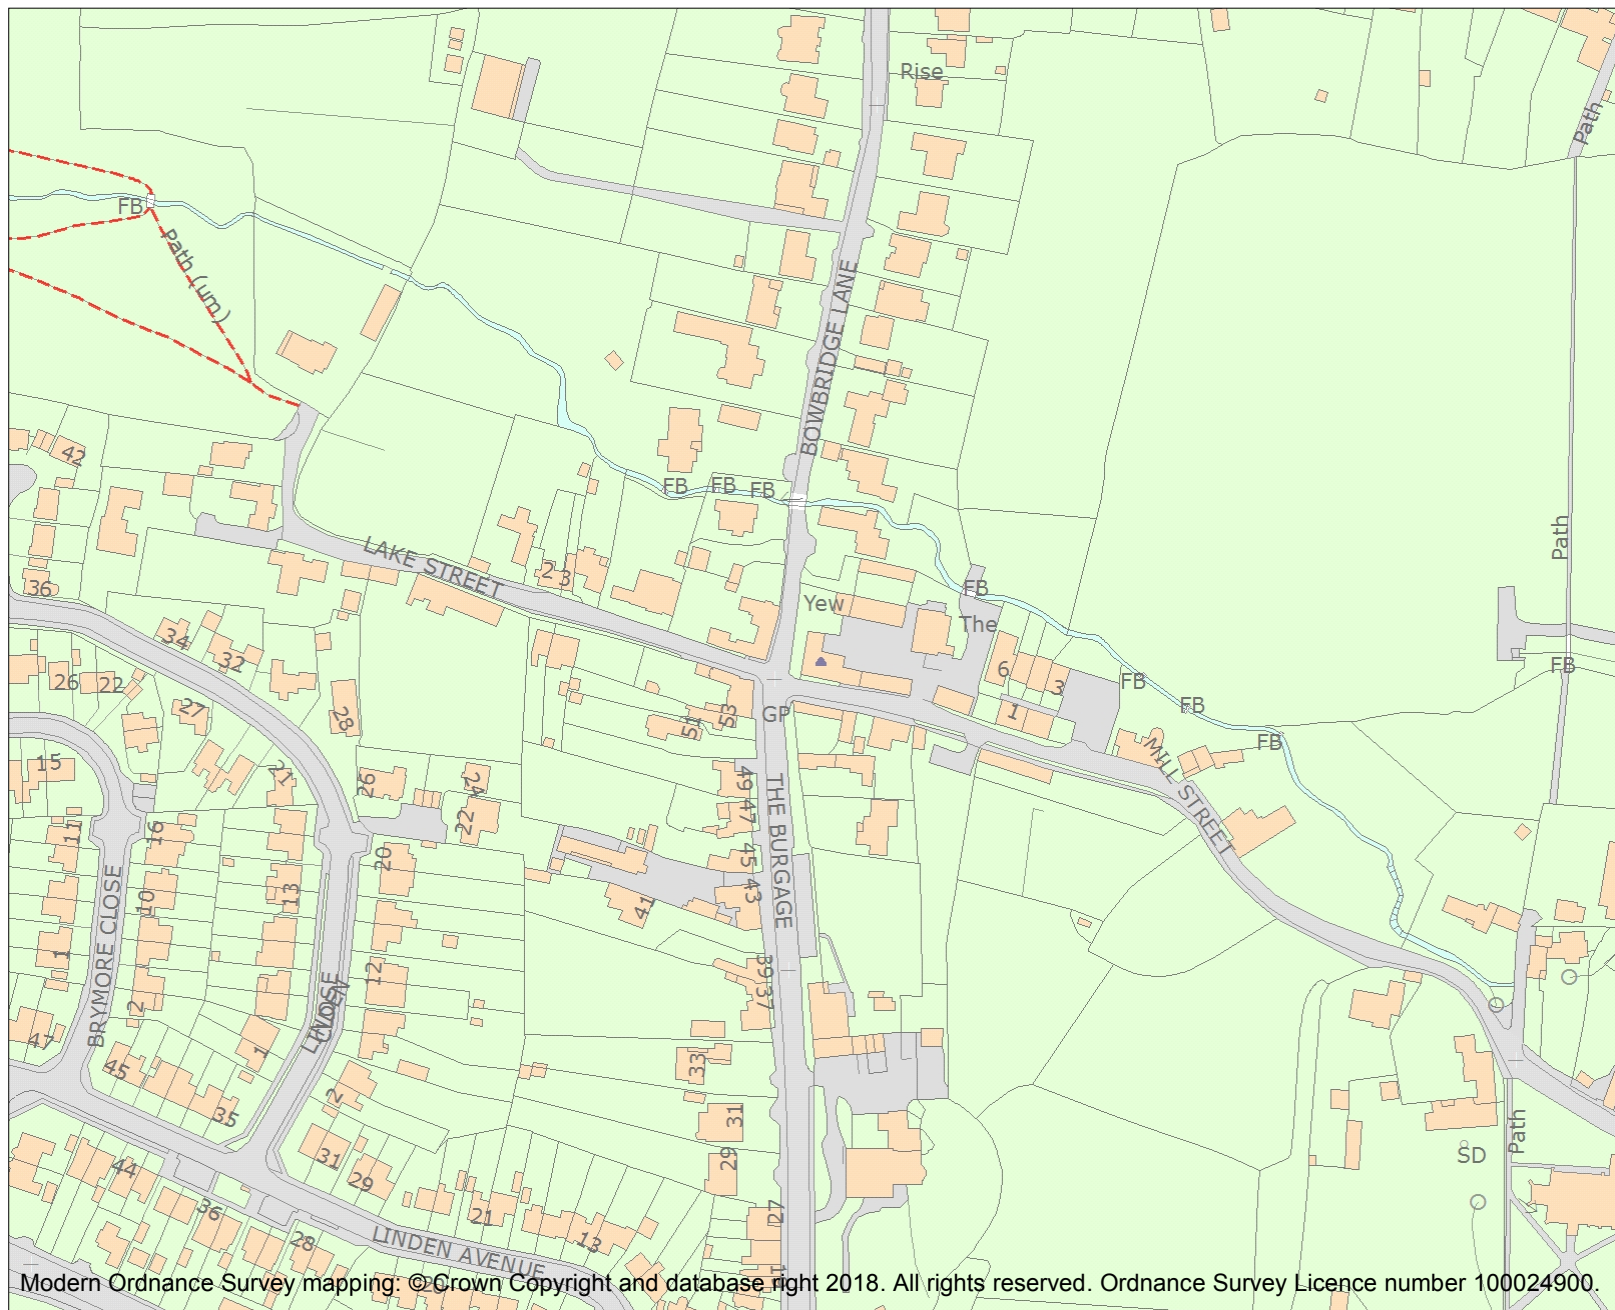 Rise
Path
FB
Path (um)
BOWBRIDGE LANE
42
FB
FB
FB
Path
LAKE STREET
2
3
36
FB
Yew
The
34
32
6
3
FB
FB
FB
26
22
27
28
51
53
GP
1
FB
MILL STREET
15
21
26
24
22
49
47
THE BURGAGE
11
16
20
45
43
BRYMORE CLOSE
10
13
41
1
12
39
37
2
LINDEN
CLOSE
47
1
33
45
35
2
31
Path
44
31
29
29
SD
36
21
27
28
13
LINDEN AVENUE
20
Modern Ordnance Survey mapping: © Crown Copyright and database right 2018. All rights reserved. Ordnance Survey Licence number 100024900.